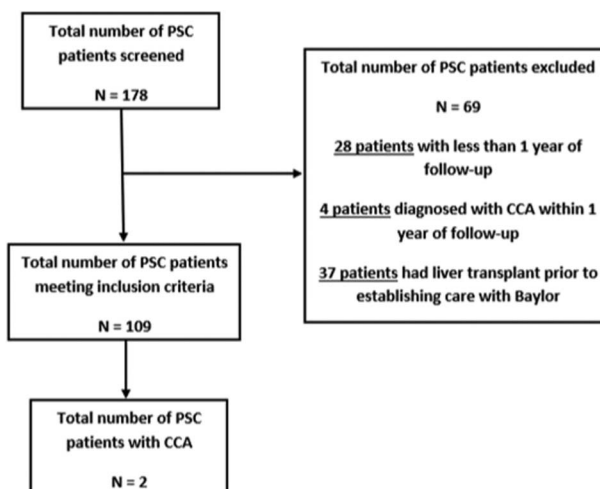 Total number of PSC
patients screened
N = 178
Total number of PSC patients excluded
N = 69
28 patients with less than 1 year of
follow-up
4 patients diagnosed with CCA within 1
year of follow-up
37 patients had liver transplant prior to
establishing care with Baylor
Total number of PSC patients
meeting inclusion criteria
N = 109
Total number of PSC
patients with CCA
N = 2